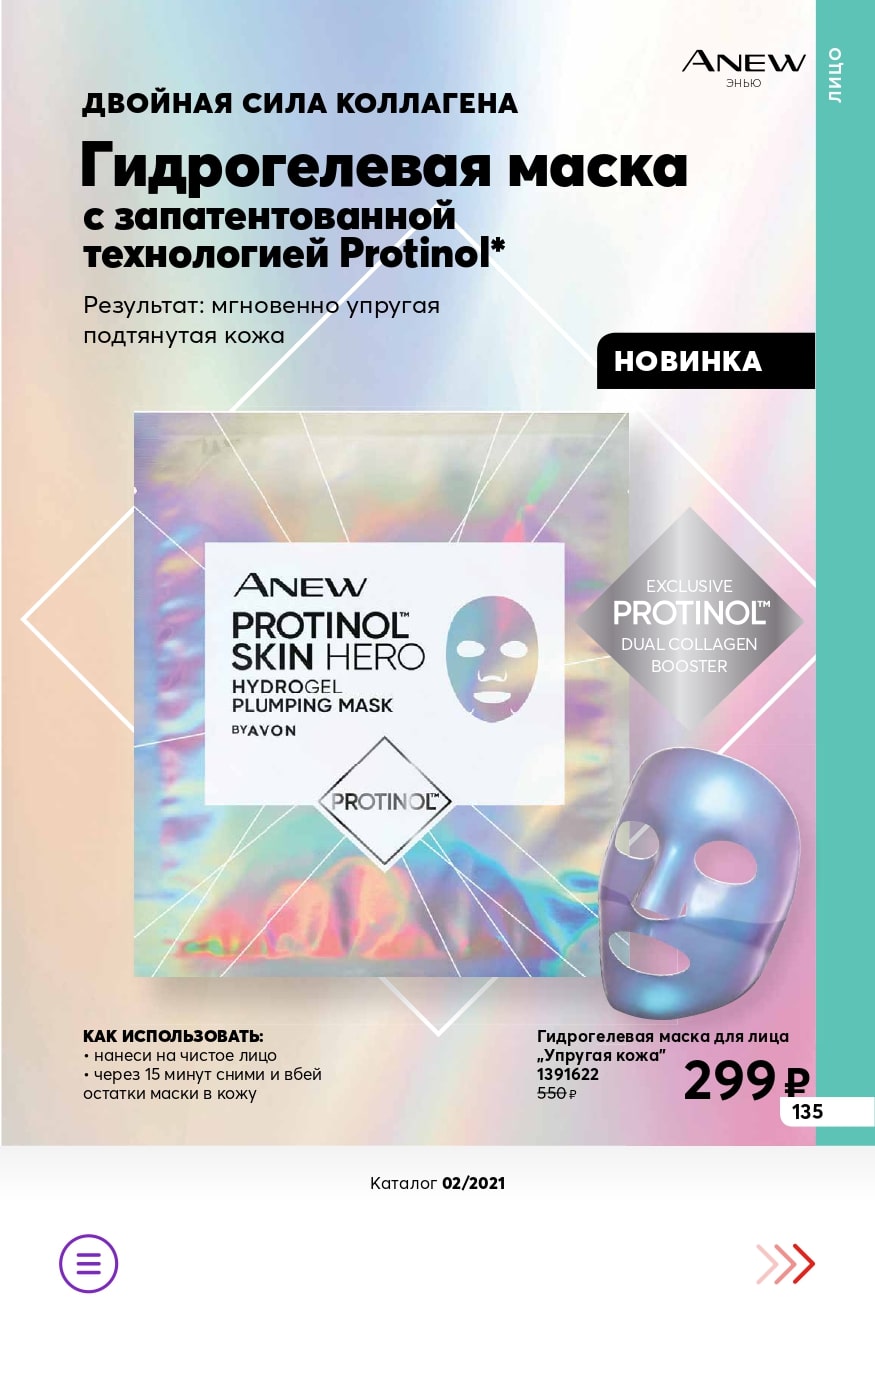 ANEW
ЭНЬЮ
ЛИЦО
ДВОЙНАЯ СИЛА КОЛЛАГЕНА
Гидрогелевая маска
с запатентованной
технологией Protinol*
Результат: мгновенно упругая
подтянутая кожа
НОВИНКА
ANEW
PROTINOL™
SKIN HERO
HYDROGEL
PLUMPING MASK
BY AVON
PROTINOL™
EXCLUSIVE
PROTINOL™
DUAL COLLAGEN
BOOSTER
КАК ИСПОЛЬЗОВАТЬ:
• нанеси на чистое лицо
• через 15 минут сними и вбей
остатки маски в кожу
Гидрогелевая маска для лица
„Упругая кожа”
1391622
550 ₽
299 ₽
135
Каталог 02/2021